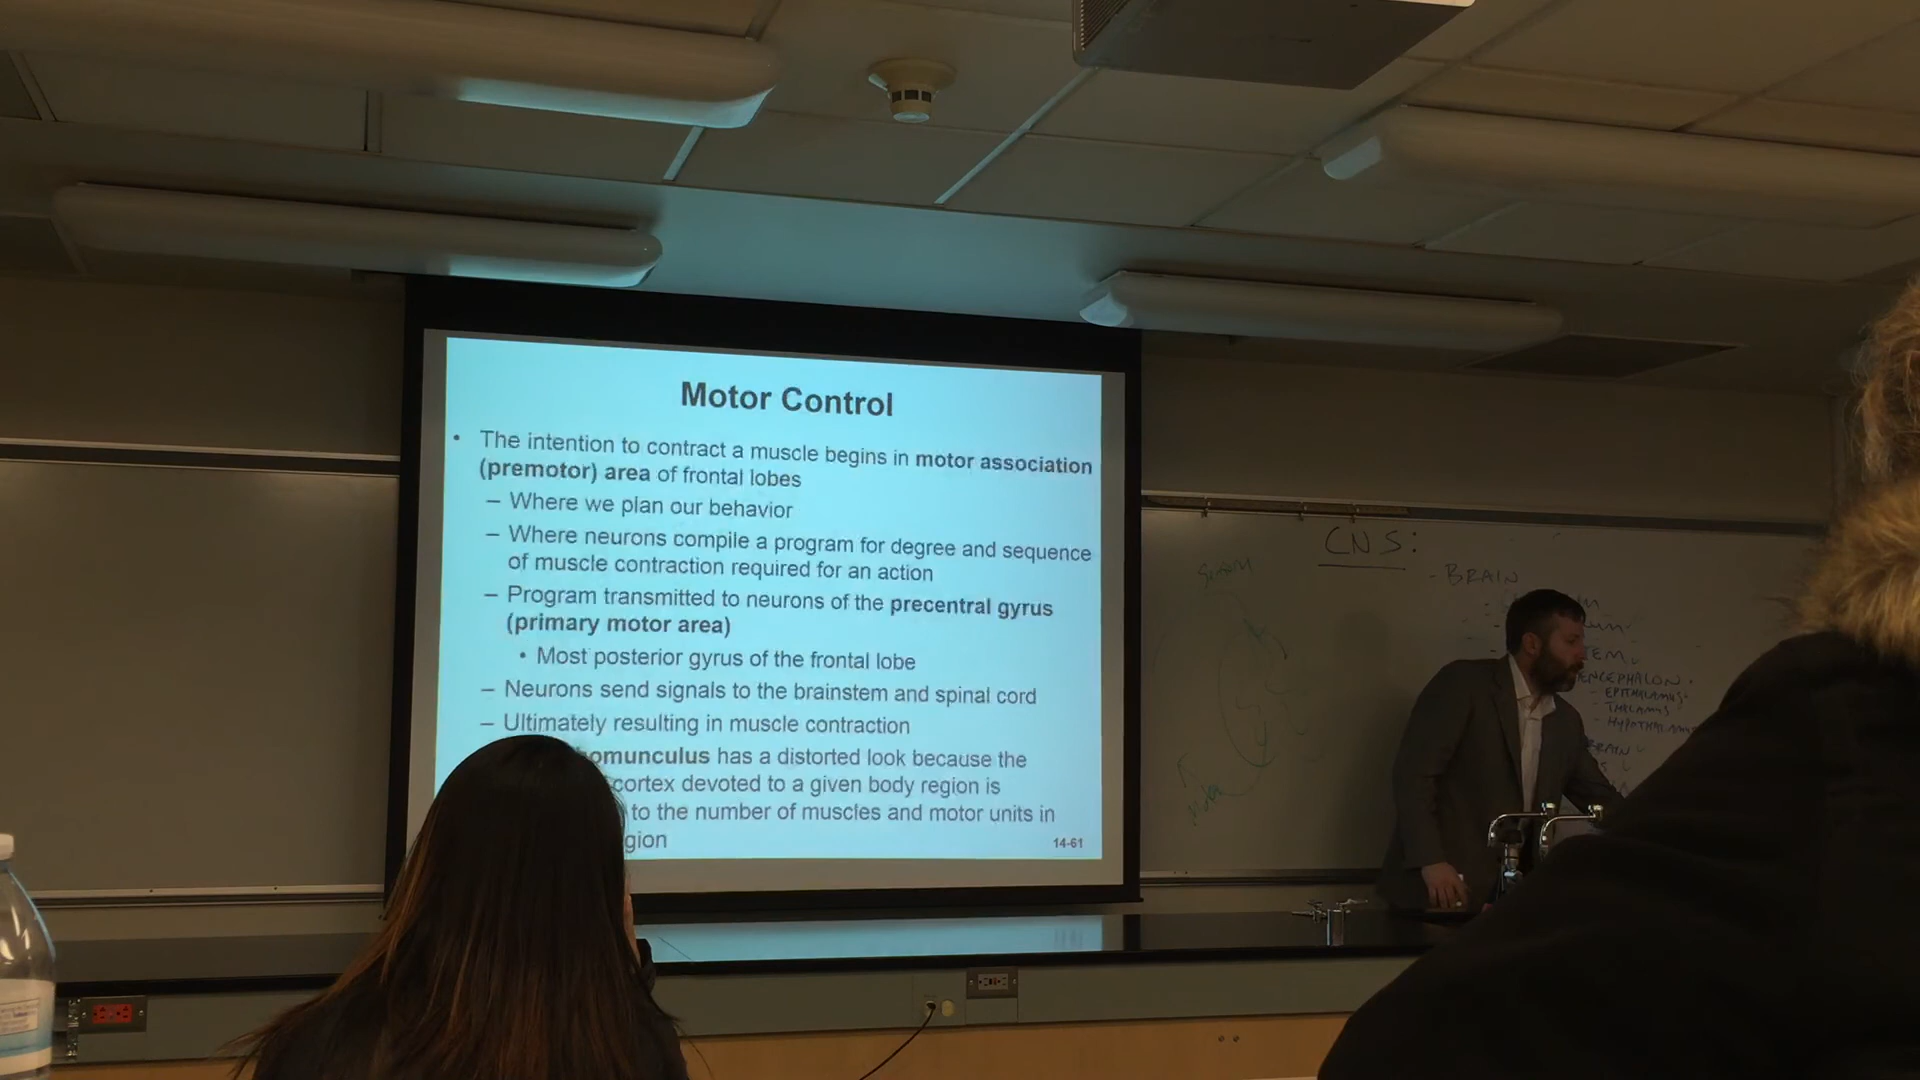 Motor Control
• The intention to contract a muscle begins in motor association
(premotor) area of frontal lobes
– Where we plan our behavior
– Where neurons compile a program for degree and sequence
of muscle contraction required for an action
– Program transmitted to neurons of the precentral gyrus
(primary motor area)
• Most posterior gyrus of the frontal lobe
– Neurons send signals to the brainstem and spinal cord
– Ultimately resulting in muscle contraction
omunculus has a distorted look because the
cortex devoted to a given body region is
to the number of muscles and motor units in
gion
14-61
CNS:
- BRAIN
ENCEPHALON
- EPITHALAMUS
- THALAMUS
- HYPOTHALAMU